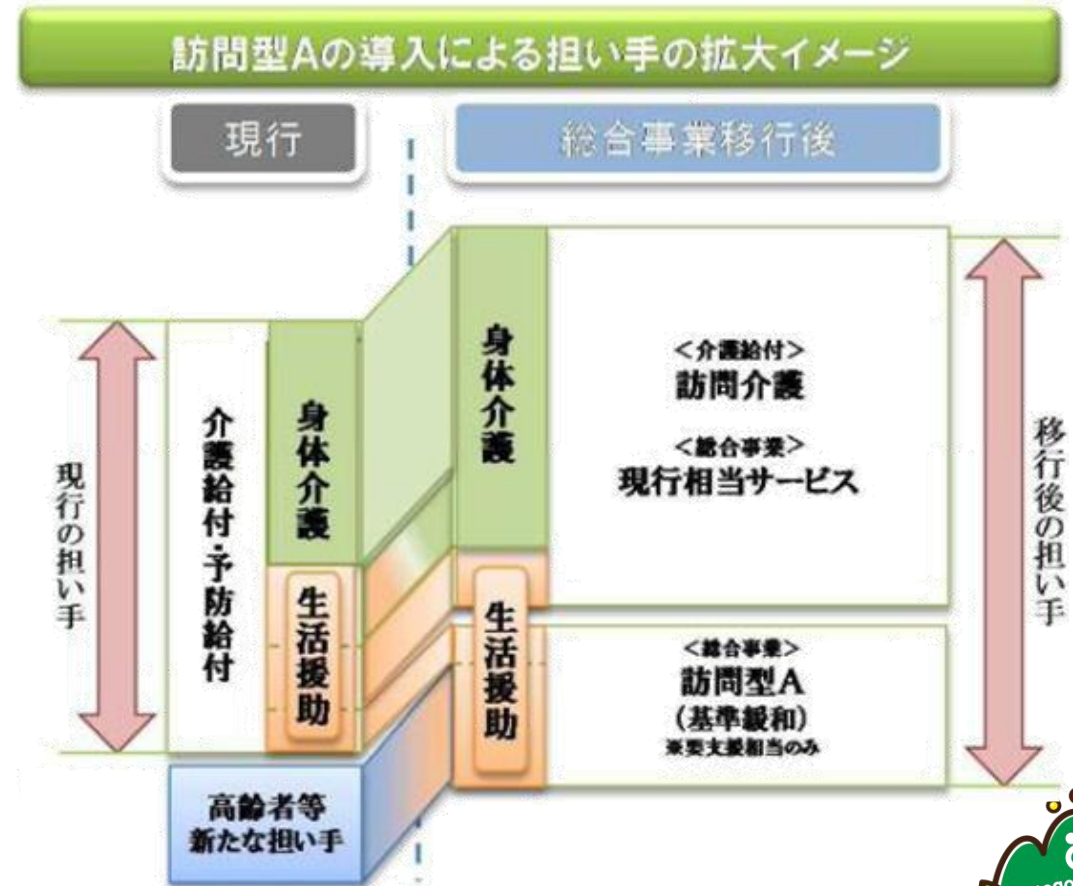 訪問型Aの導入による担い手の拡大イメージ
現行
総合事業移行後
現行の担い手
介護給付・予防給付
身体介護
生活援助
高齢者等
新たな担い手
身体介護
生活援助
＜介護給付＞
訪問介護
＜総合事業＞
現行相当サービス
＜総合事業＞
訪問型A
（基準緩和）
※要支援相当のみ
移行後の担い手